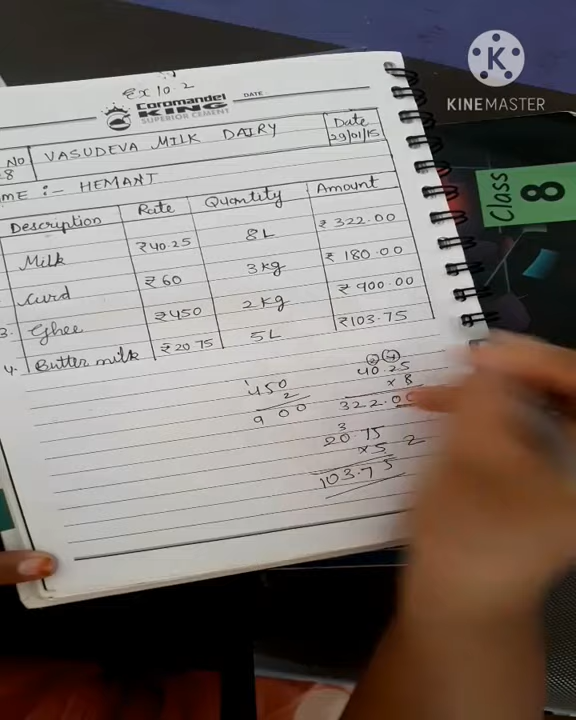 KINEMASTER
Ex 10.2
Coromandel
KING
SUPERIOR CEMENT
DATE
NO
8
VASUDEVA MILK DAIRY
Date
29/01/15
ME :- HEMANT
Description Rate Quantity Amount
Milk ₹40.25 8L ₹322.00
Curd ₹60 3kg ₹180.00
3. Ghee ₹450 2kg ₹900.00
4. Butter milk ₹20.75 5L ₹103.75
450
2
900
40.25
×8
322.00
3
20.75
×5
103.75
Class
8